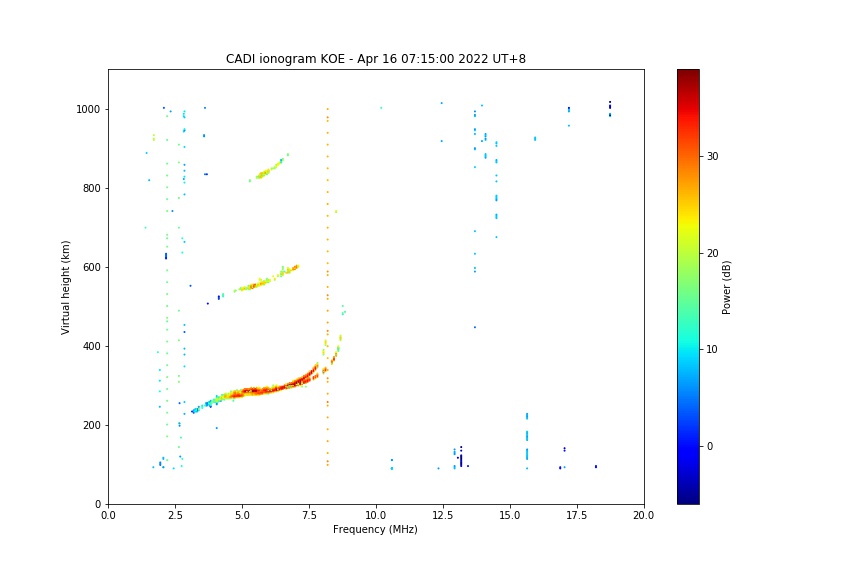 CADI ionogram KOE - Apr 16 07:15:00 2022 UT+8
1000
800
600
400
200
0
Virtual height (km)
0.0 2.5 5.0 7.5 10.0 12.5 15.0 17.5 20.0
Frequency (MHz)
30
20
10
0
Power (dB)